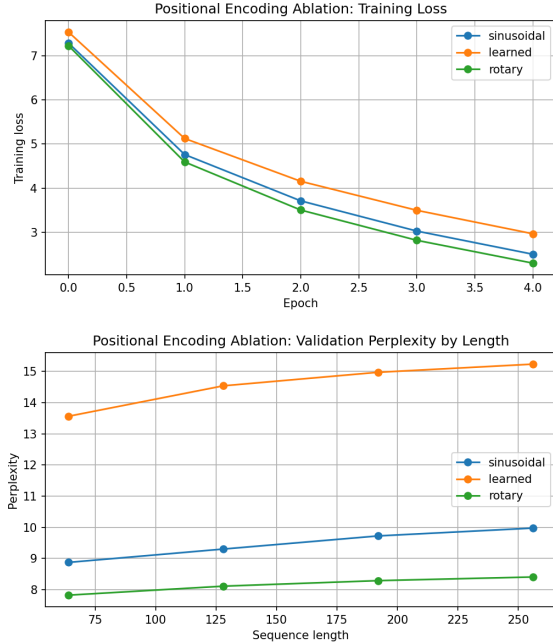 Positional Encoding Ablation: Training Loss
7
6
5
4
3
Training loss
sinusoidal
learned
rotary
0.0 0.5 1.0 1.5 2.0 2.5 3.0 3.5 4.0
Epoch
Positional Encoding Ablation: Validation Perplexity by Length
15
14
13
12
11
10
9
8
Perplexity
sinusoidal
learned
rotary
75 100 125 150 175 200 225 250
Sequence length